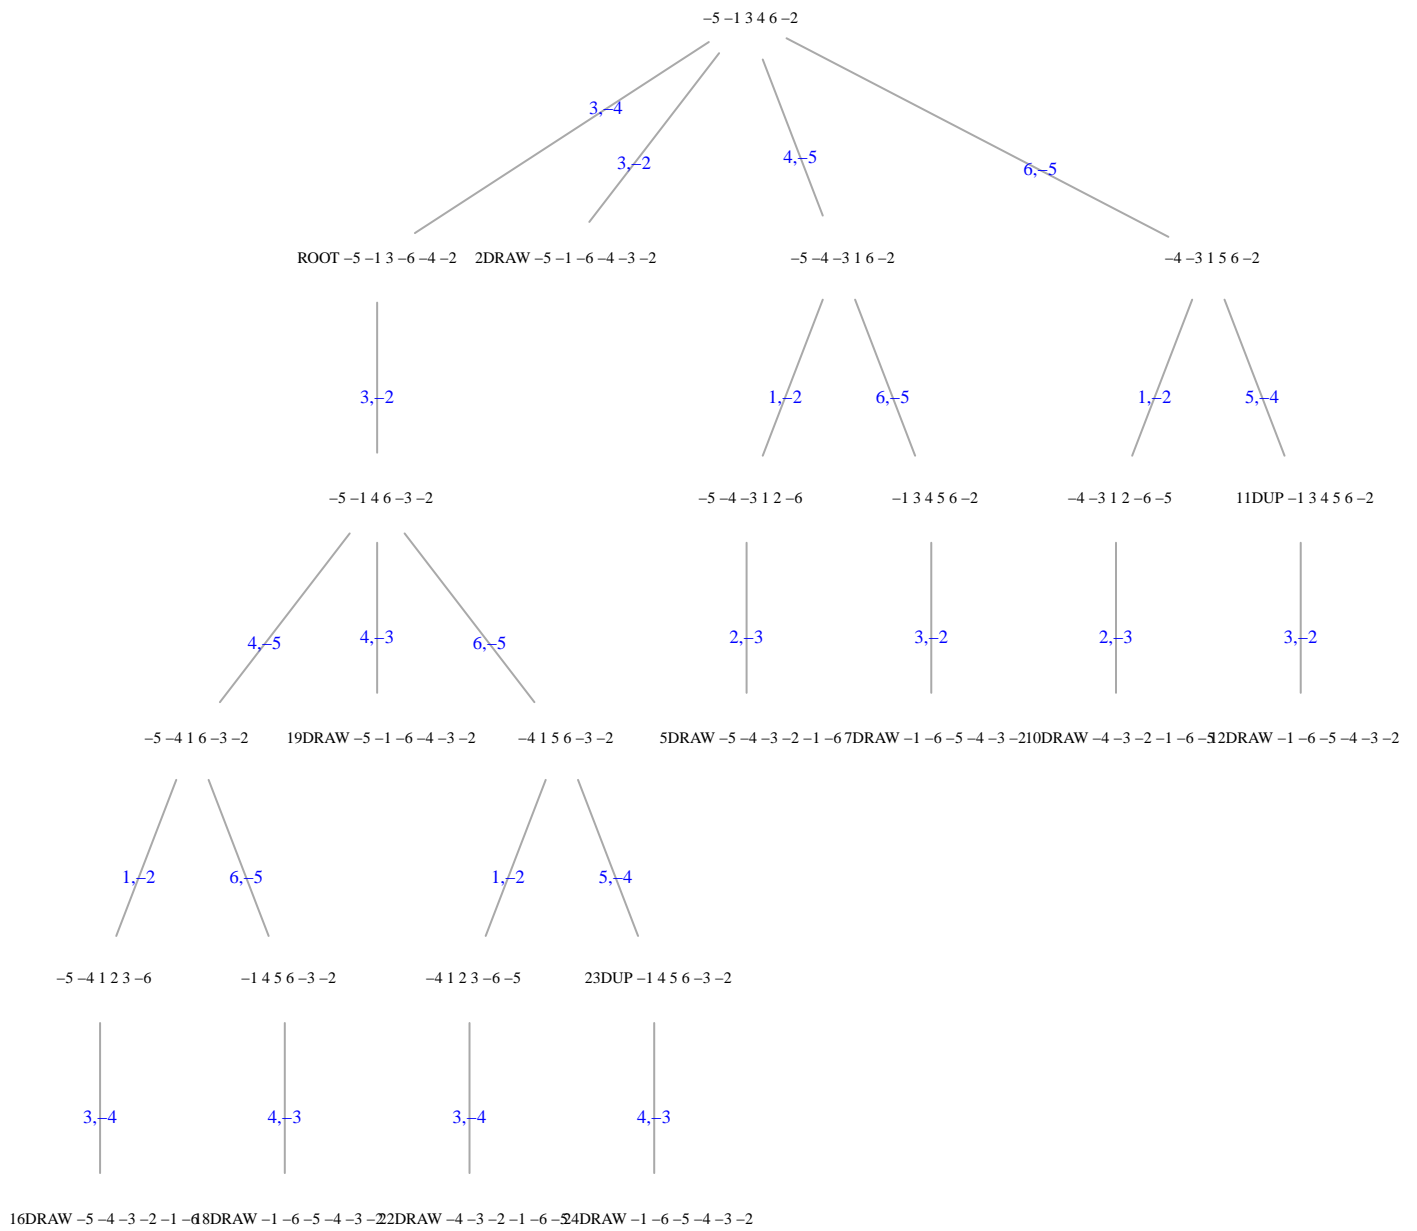 –5 –1 3 4 6 –2
3,–4
3,–2
4,–5
6,–5
ROOT –5 –1 3 –6 –4 –2
2DRAW –5 –1 –6 –4 –3 –2
–5 –4 –3 1 6 –2
–4 –3 1 5 6 –2
3,–2
1,–2
6,–5
1,–2
5,–4
–5 –1 4 6 –3 –2
–5 –4 –3 1 2 –6
–1 3 4 5 6 –2
–4 –3 1 2 –6 –5
11DUP –1 3 4 5 6 –2
4,–5
4,–3
6,–5
2,–3
3,–2
2,–3
3,–2
–5 –4 1 6 –3 –2
19DRAW –5 –1 –6 –4 –3 –2
–4 1 5 6 –3 –2
5DRAW –5 –4 –3 –2 –1 –6
7DRAW –1 –6 –5 –4 –3 –2
10DRAW –4 –3 –2 –1 –6 –5
12DRAW –1 –6 –5 –4 –3 –2
1,–2
6,–5
1,–2
5,–4
–5 –4 1 2 3 –6
–1 4 5 6 –3 –2
–4 1 2 3 –6 –5
23DUP –1 4 5 6 –3 –2
3,–4
4,–3
3,–4
4,–3
16DRAW –5 –4 –3 –2 –1 –6
18DRAW –1 –6 –5 –4 –3 –2
22DRAW –4 –3 –2 –1 –6 –5
24DRAW –1 –6 –5 –4 –3 –2